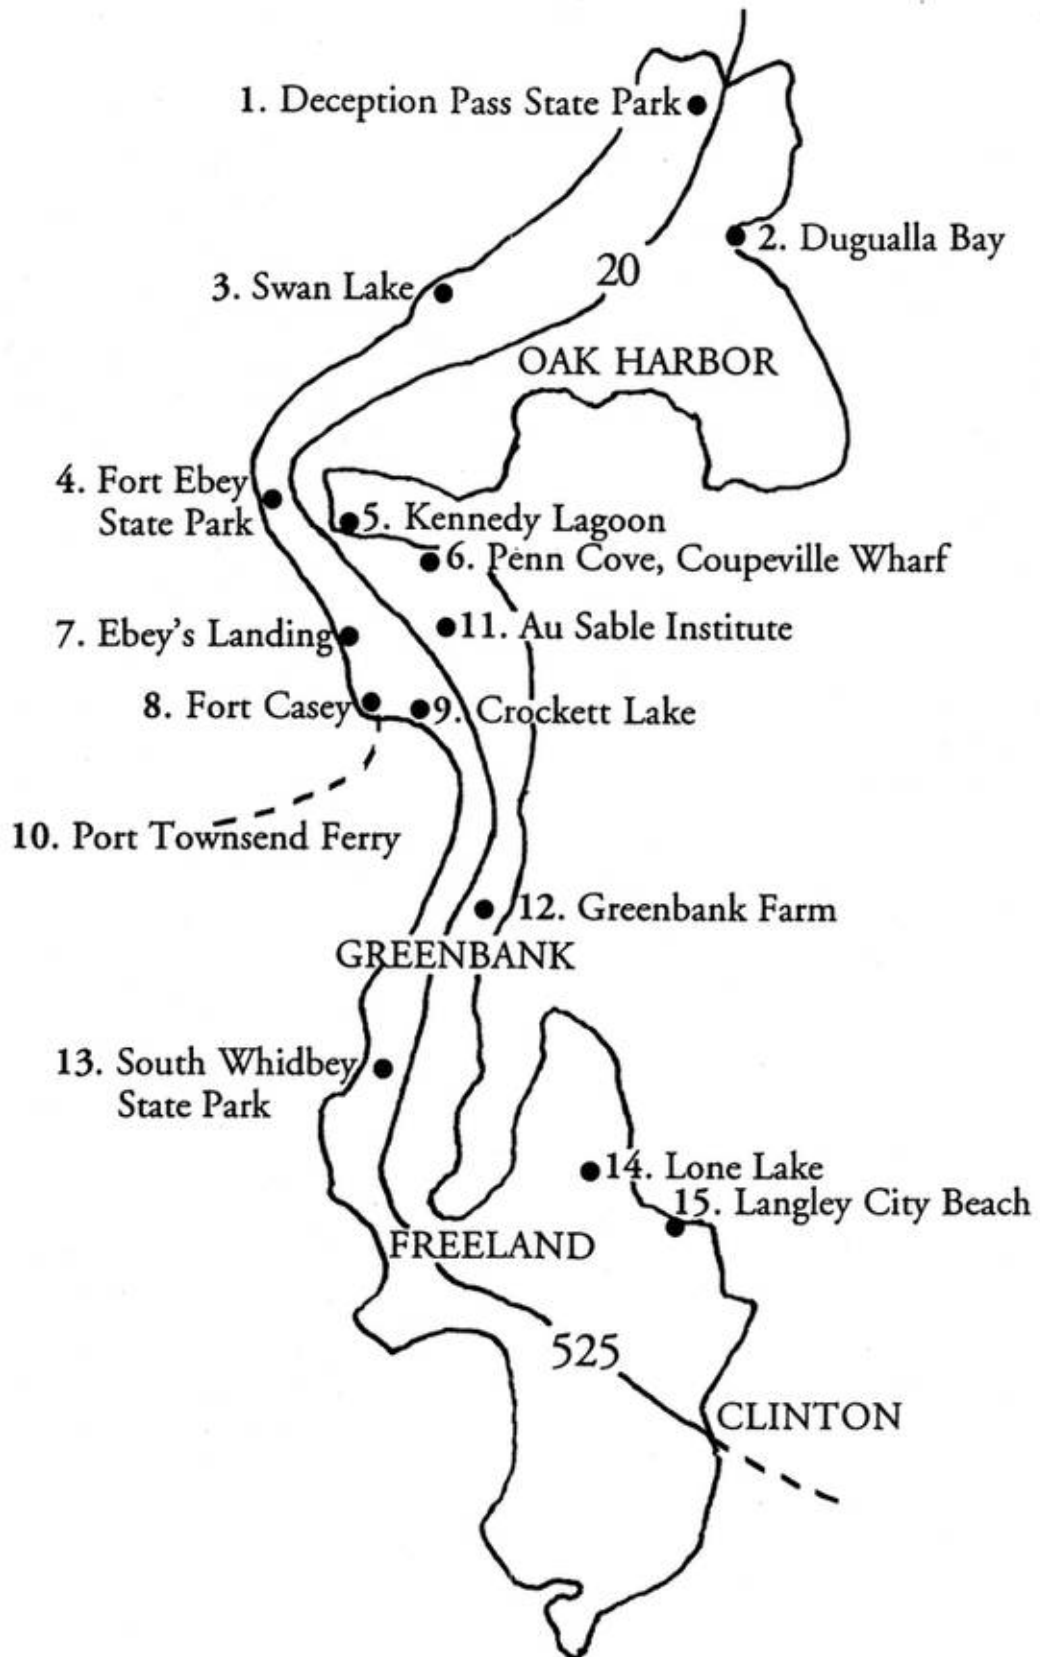 1. Deception Pass State Park
2. Dugualla Bay
20
3. Swan Lake
OAK HARBOR
4. Fort Ebey
State Park
5. Kennedy Lagoon
6. Penn Cove, Coupeville Wharf
11. Au Sable Institute
7. Ebey's Landing
8. Fort Casey
9. Crockett Lake
10. Port Townsend Ferry
12. Greenbank Farm
GREENBANK
13. South Whidbey
State Park
14. Lone Lake
15. Langley City Beach
FREELAND
525
CLINTON